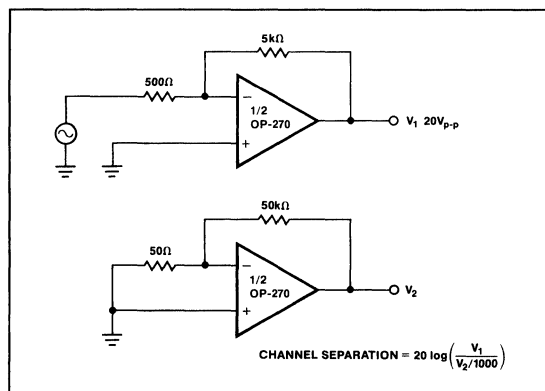 5kΩ
500Ω
−
1/2
OP-270
+
V1 20Vp-p
50kΩ
50Ω
−
1/2
OP-270
+
V2
CHANNEL SEPARATION = 20 log(V1 / V2/1000)